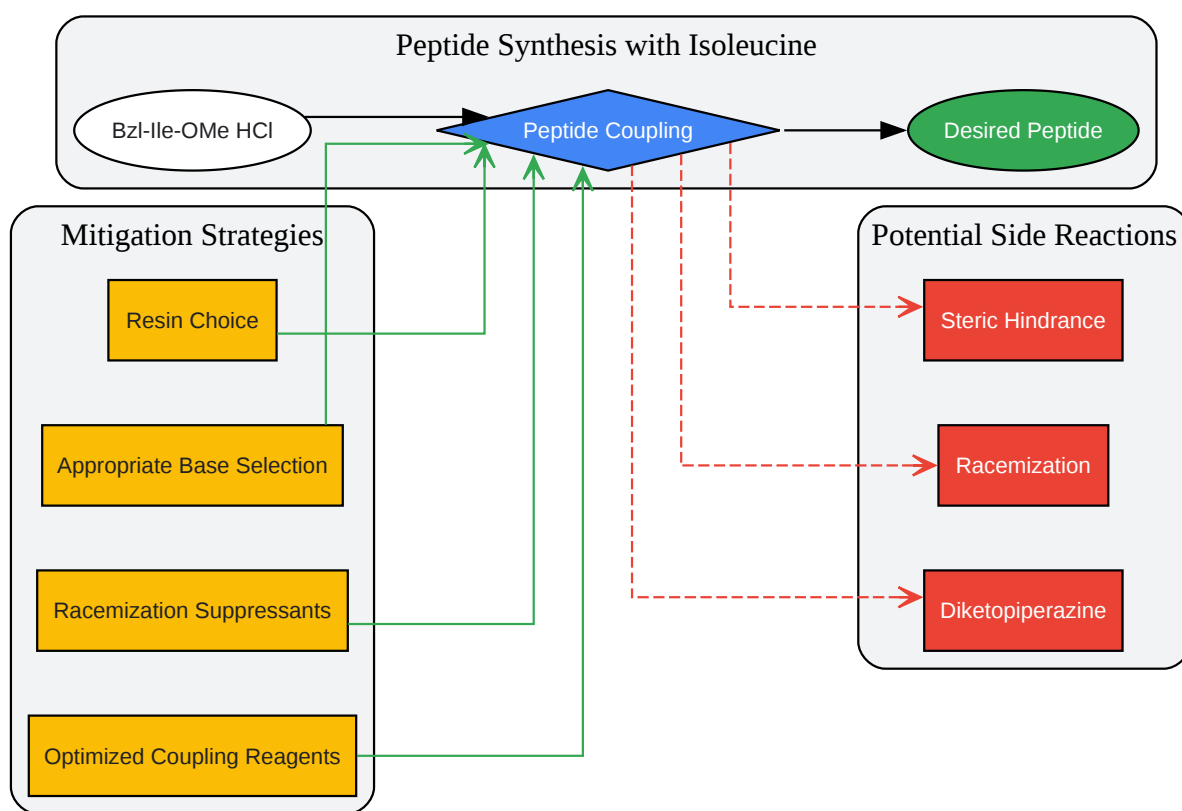 Peptide Synthesis with Isoleucine
Bzl-Ile-OMe HCl
Peptide Coupling
Desired Peptide
Mitigation Strategies
Resin Choice
Appropriate Base Selection
Racemization Suppressants
Optimized Coupling Reagents
Potential Side Reactions
Steric Hindrance
Racemization
Diketopiperazine